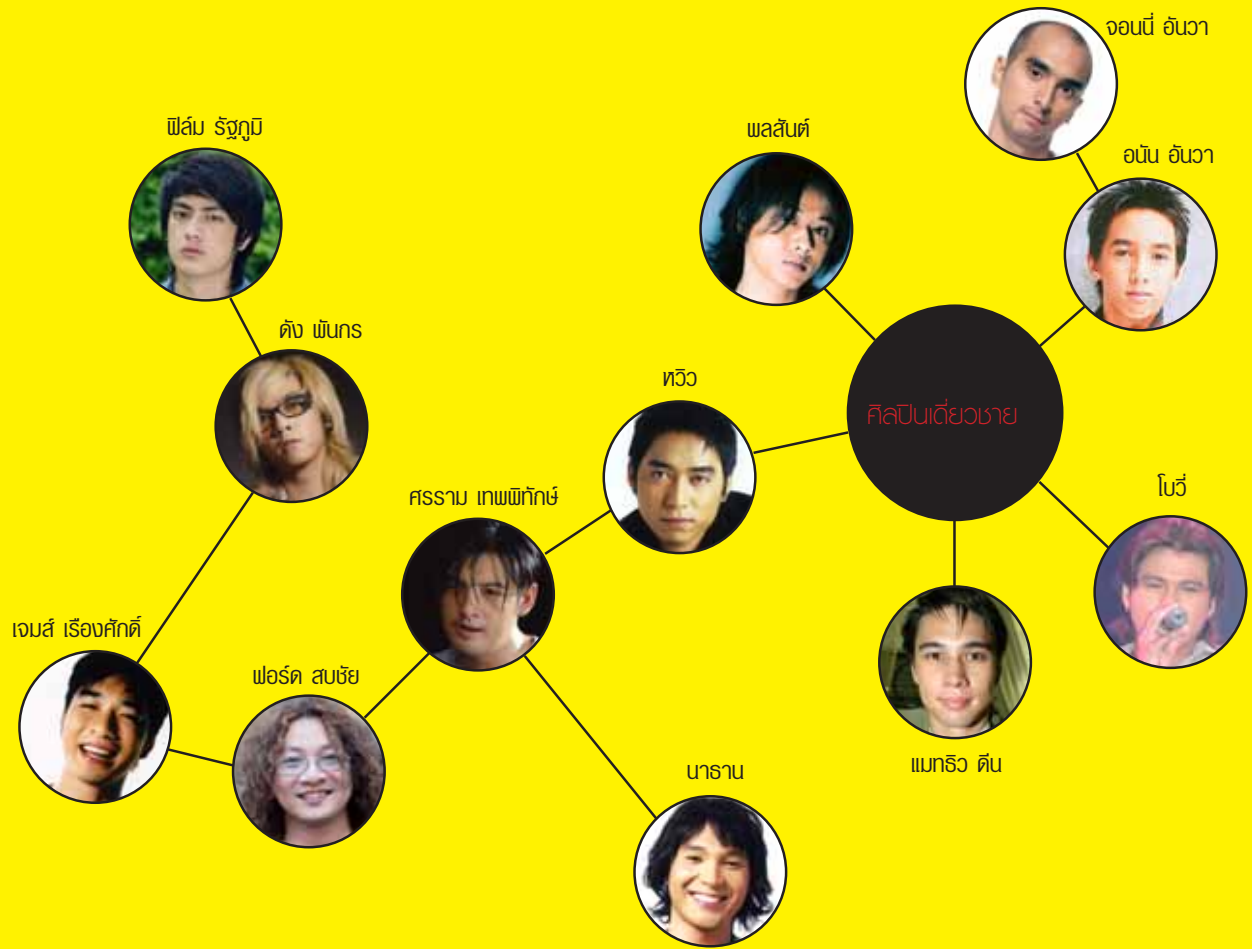 จอนนี่ อันวา
ฟิล์ม รัฐภูมิ
พลสันต์
อนัน อันวา
ดัง พันกร
หวิว
ศิลปินเดี่ยวชาย
ศรราม เทพพิทักษ์
โบวี่
เจมส์ เรืองศักดิ์
ฟอร์ด สบชัย
นาธาน
แมทธิว ดีน